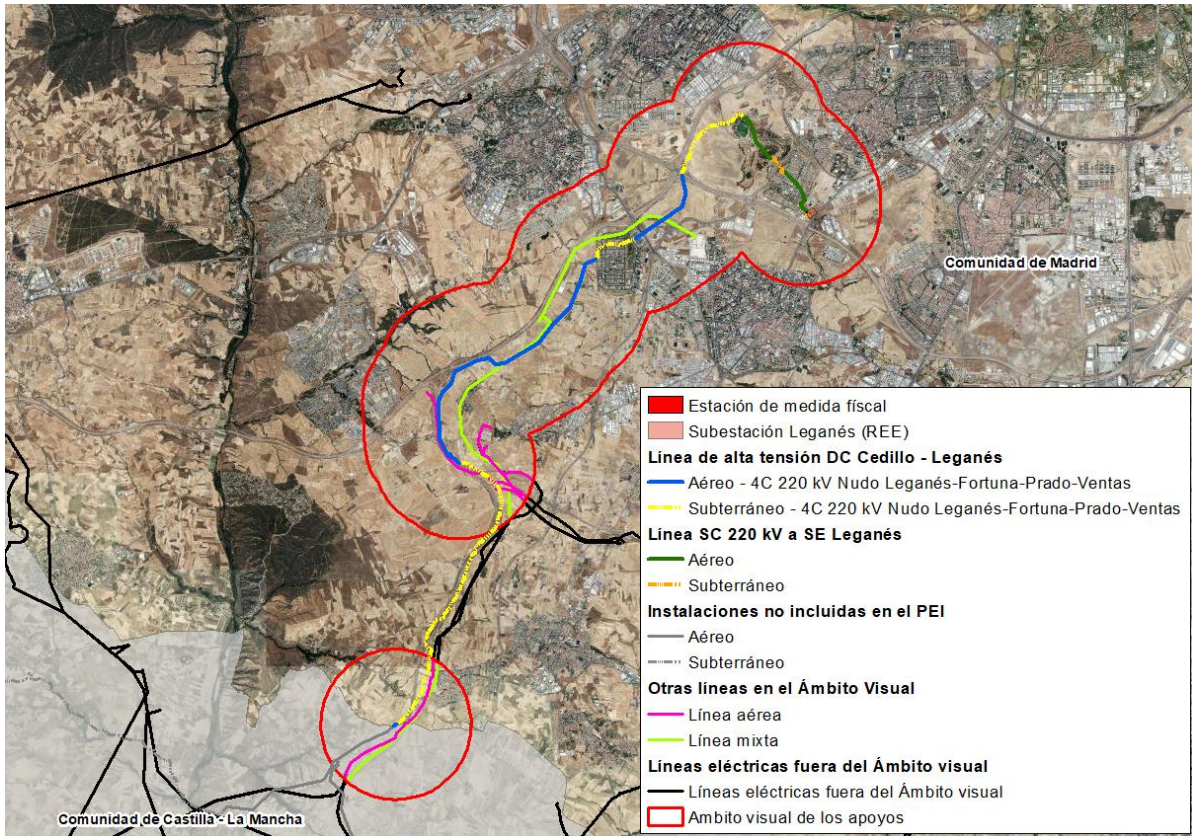 Comunidad de Madrid
Estación de medida físcal
Subestación Leganés (REE)
Línea de alta tensión DC Cedillo - Leganés
Aéreo - 4C 220 kV Nudo Leganés-Fortuna-Prado-Ventas
Subterráneo - 4C 220 kV Nudo Leganés-Fortuna-Prado-Ventas
Línea SC 220 kV a SE Leganés
Aéreo
Subterráneo
Instalaciones no incluidas en el PEI
Aéreo
Subterráneo
Otras líneas en el Ámbito Visual
Línea aérea
Línea mixta
Líneas eléctricas fuera del Ámbito visual
Líneas eléctricas fuera del Ámbito visual
Ambito visual de los apoyos
Comunidad de Castilla - La Mancha